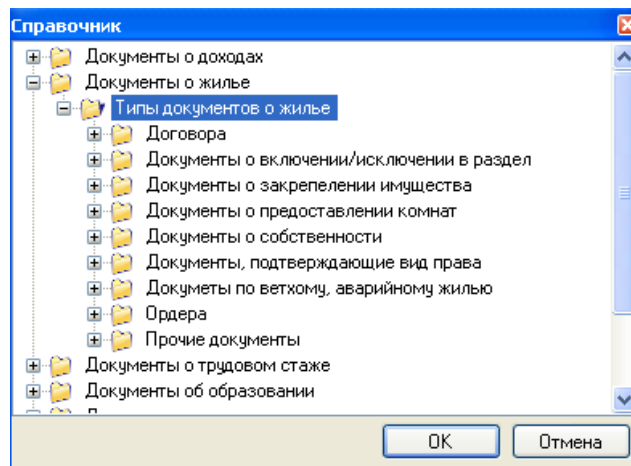 Справочник
Документы о доходах
Документы о жилье
Типы документов о жилье
Договора
Документы о включении/исключении в раздел
Документы о закрепелении имущества
Документы о предоставлении комнат
Документы о собственности
Документы, подтверждающие вид права
Докуметы по ветхому, аварийному жилью
Ордера
Прочие документы
Документы о трудовом стаже
Документы об образовании
ОК
Отмена